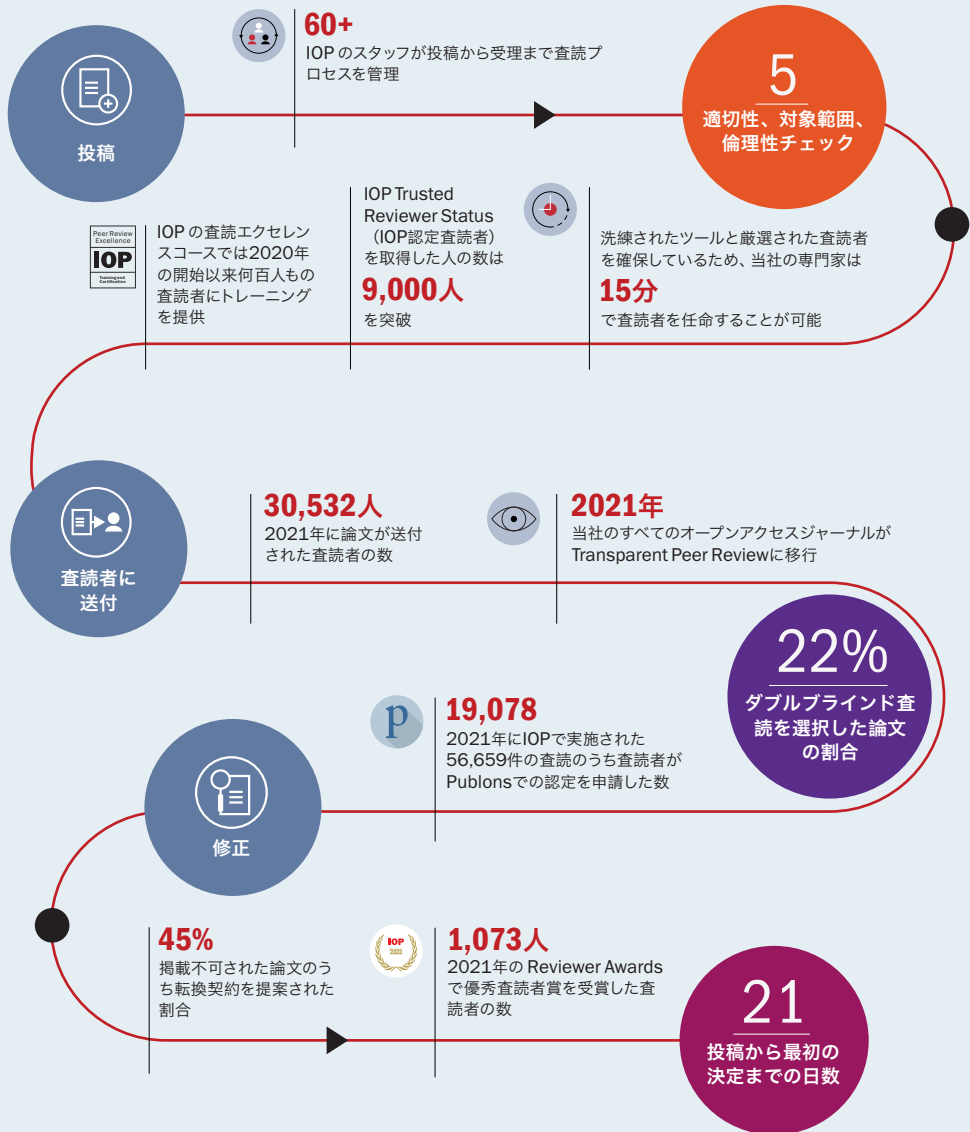 投稿
60+
IOP のスタッフが投稿から受理まで査読プ
ロセスを管理
5
適切性、対象範囲、
倫理性チェック
Peer Review
Excellence
IOP
Training and
Certification
IOP の査読エクセレン
スコースでは2020年
の開始以来何百人もの
査読者にトレーニング
を提供
IOP Trusted
Reviewer Status
（IOP認定査読者）
を取得した人の数は
9,000人
を突破
洗練されたツールと厳選された査読者
を確保しているため、当社の専門家は
15分
で査読者を任命することが可能
査読者に
送付
30,532人
2021年に論文が送付
された査読者の数
2021年
当社のすべてのオープンアクセスジャーナルが
Transparent Peer Reviewに移行
22%
ダブルブラインド査
読を選択した論文
の割合
p
19,078
2021年にIOPで実施された
56,659件の査読のうち査読者が
Publonsでの認定を申請した数
修正
45%
掲載不可された論文のう
ち転換契約を提案された
割合
IOP
1,073人
2021年の Reviewer Awards
で優秀査読者賞を受賞した査
読者の数
21
投稿から最初の
決定までの日数